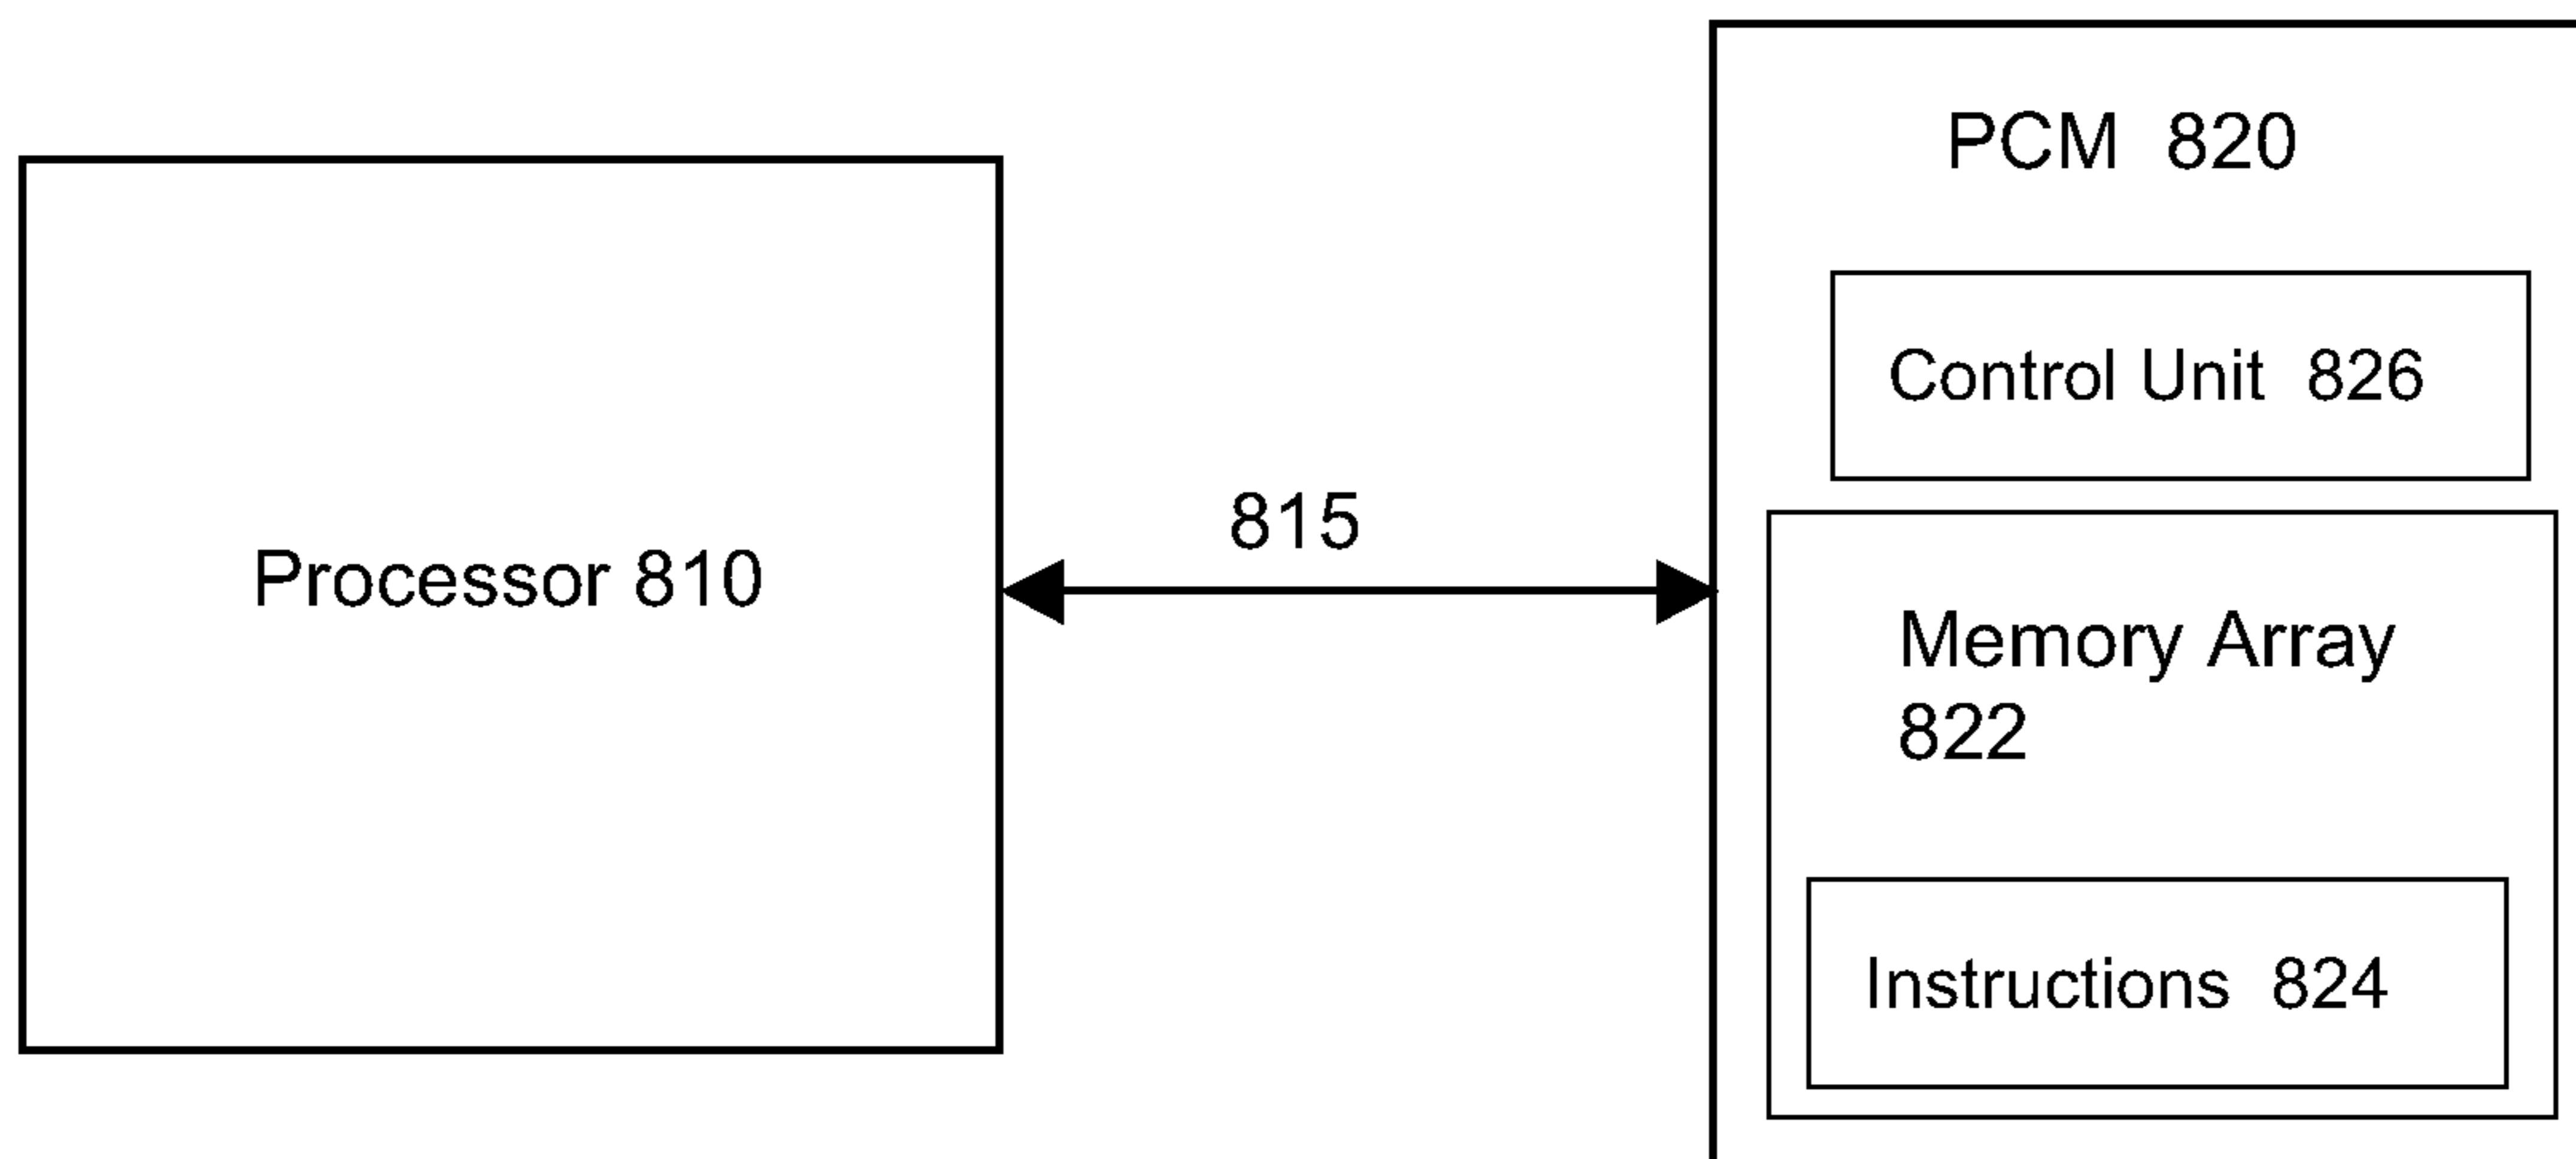 PCM 820
Control Unit 826
815
Processor 810
Memory Array
822
Instructions 824